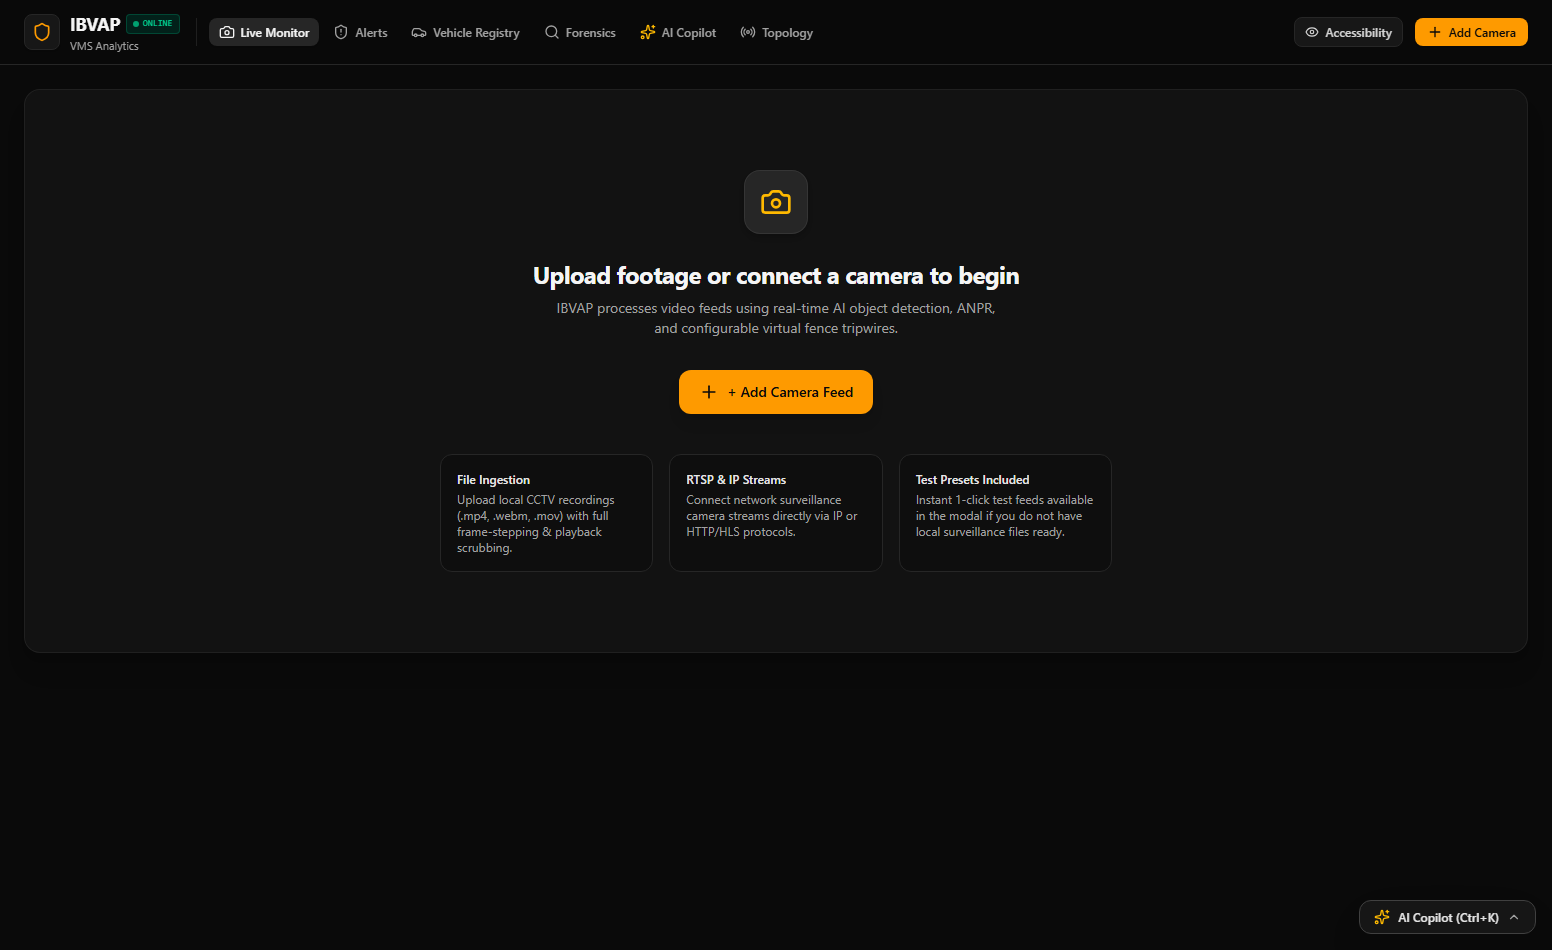 IBVAP
ONLINE
VMS Analytics
Live Monitor
Alerts
Vehicle Registry
Forensics
AI Copilot
Topology
Accessibility
Add Camera
Upload footage or connect a camera to begin
IBVAP processes video feeds using real-time AI object detection, ANPR,
and configurable virtual fence tripwires.
+ Add Camera Feed
File Ingestion
Upload local CCTV recordings
(.mp4, .webm, .mov) with full
frame-stepping & playback
scrubbing.
RTSP & IP Streams
Connect network surveillance
camera streams directly via IP or
HTTP/HLS protocols.
Test Presets Included
Instant 1-click test feeds available
in the modal if you do not have
local surveillance files ready.
AI Copilot (Ctrl+K)